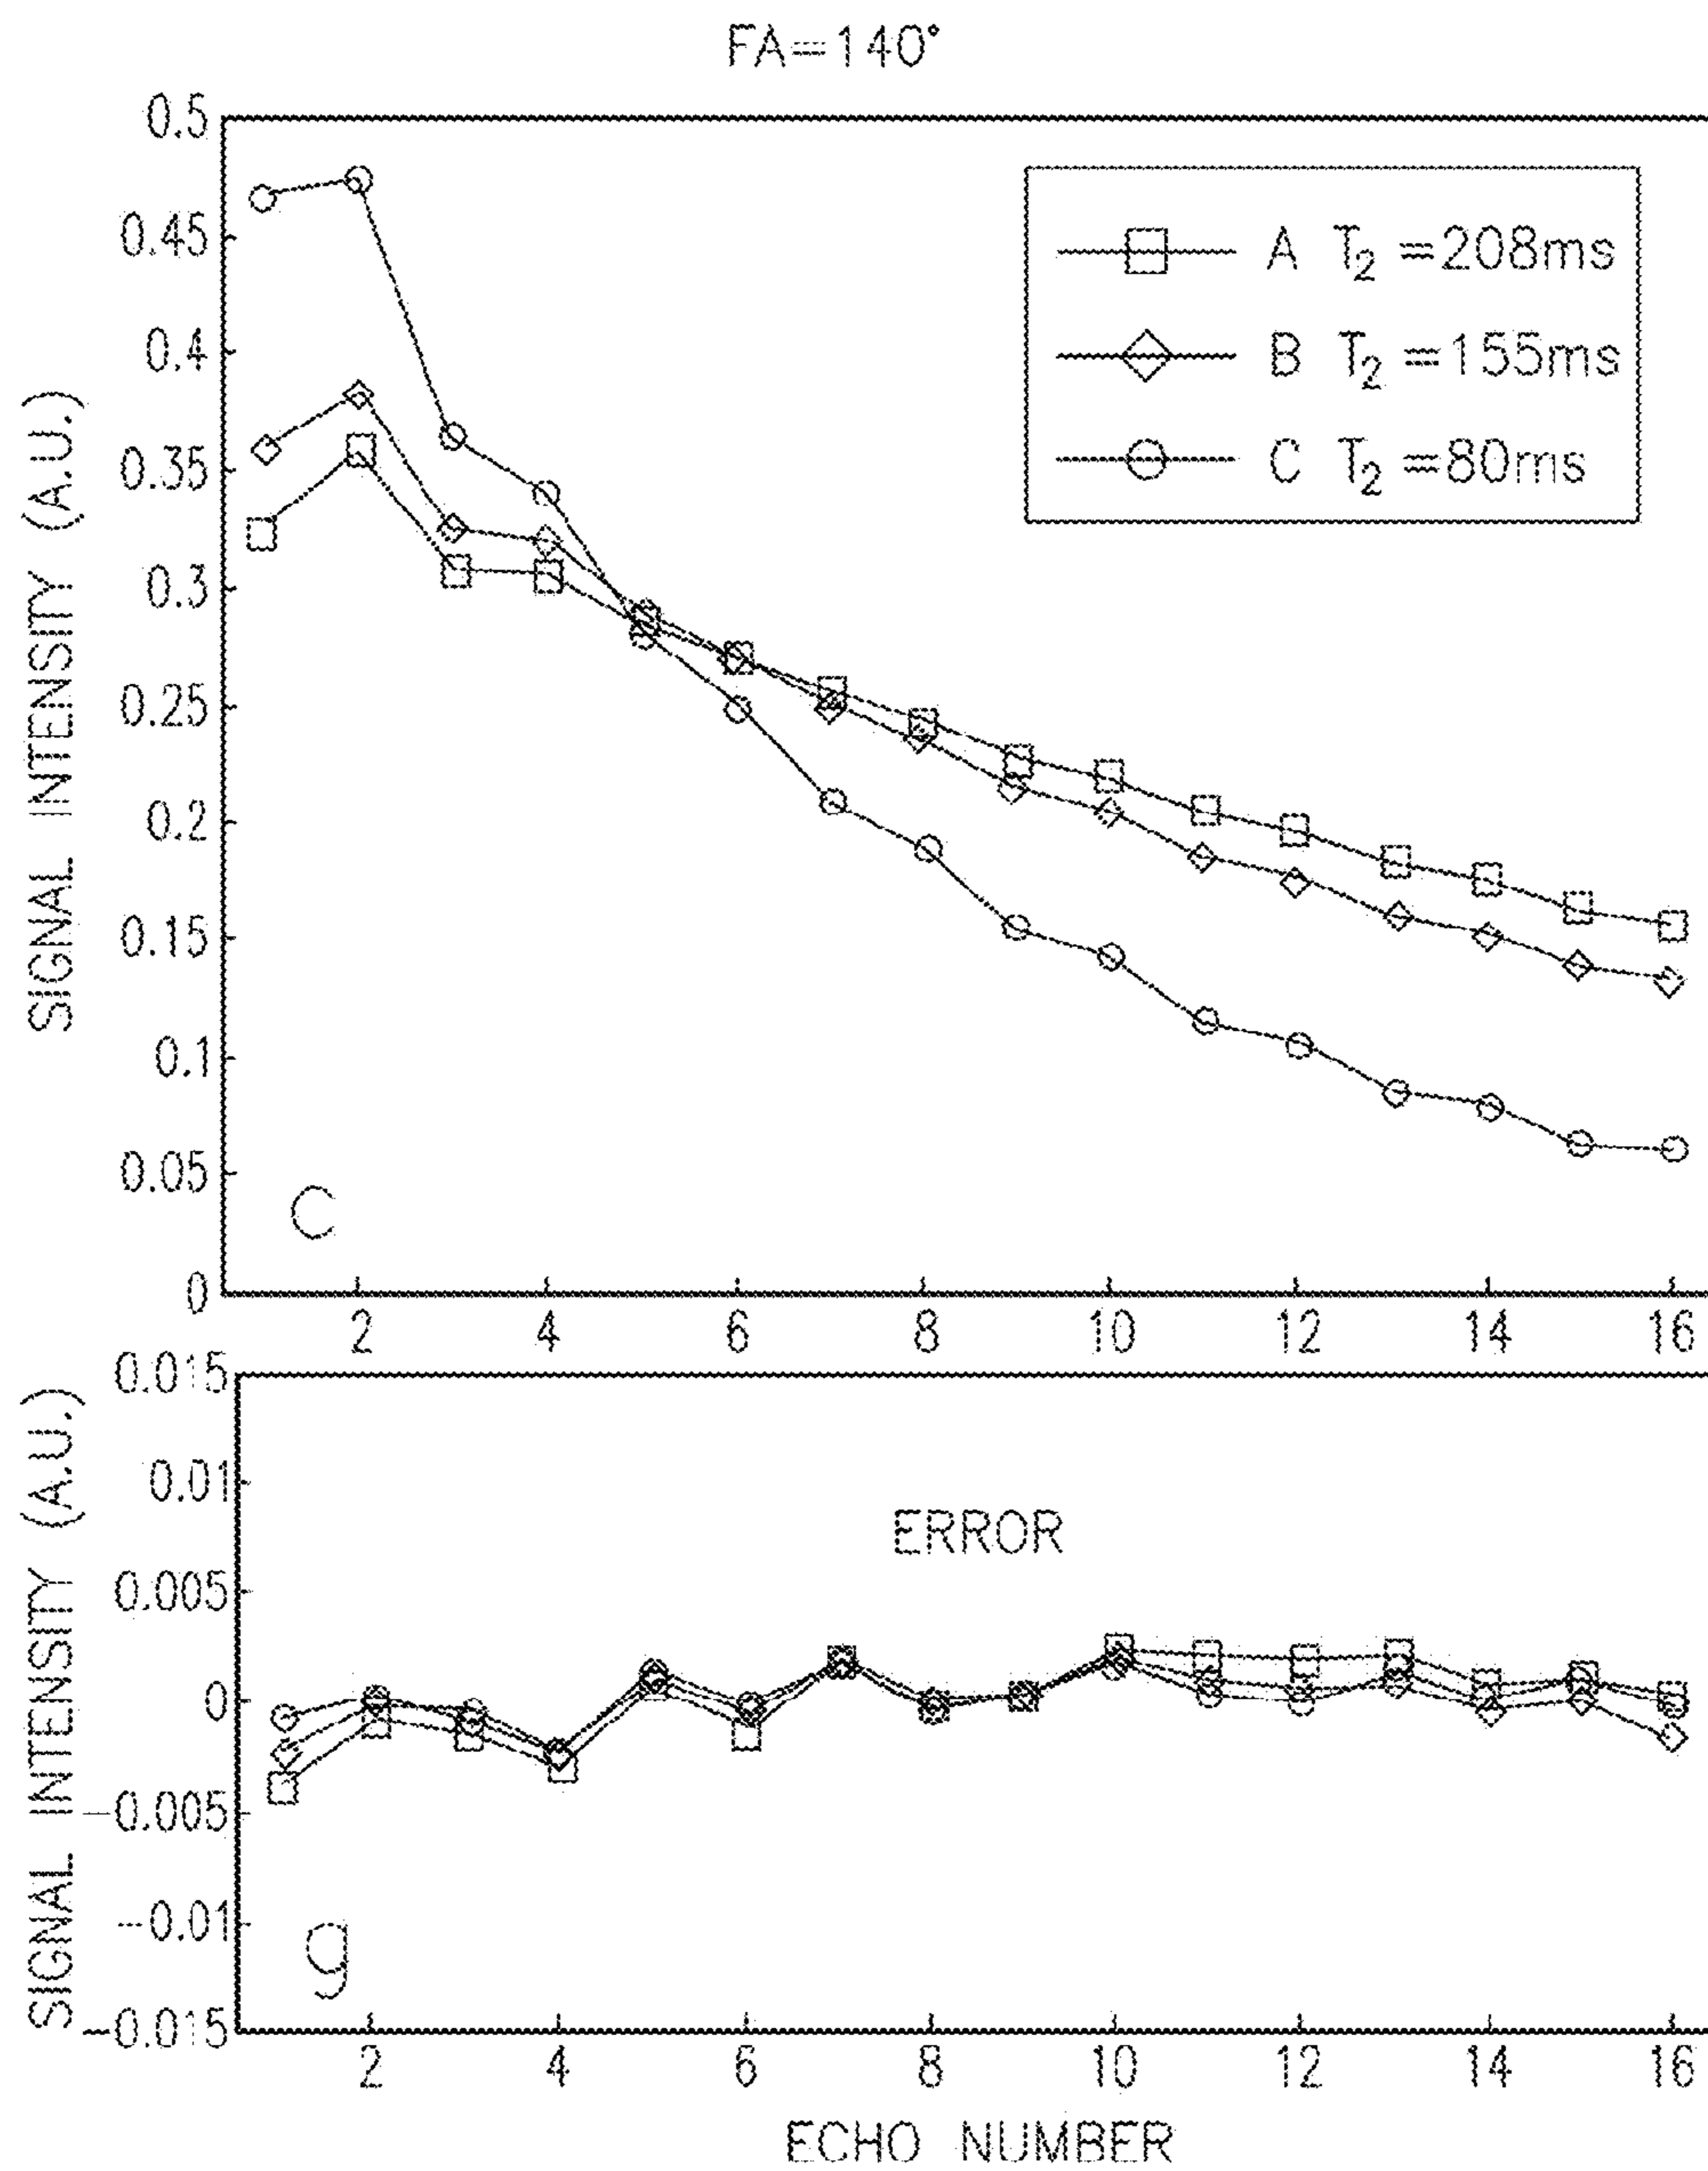 FA=140°
SIGNAL INTENSITY (A.U.)
0.5
0.45
0.4
0.35
0.3
0.25
0.2
0.15
0.1
0.05
0
A T₂ =208ms
B T₂ =155ms
C T₂ =80ms
C
2 4 6 8 10 12 14 16
SIGNAL INTENSITY (A.U.)
0.015
0.01
0.005
0
-0.005
-0.01
-0.015
ERROR
g
2 4 6 8 10 12 14 16
ECHO NUMBER